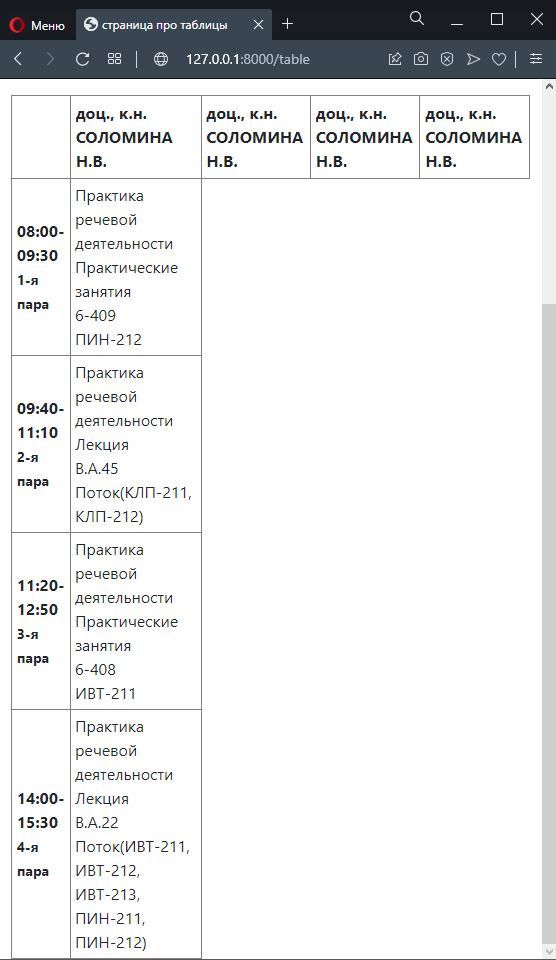 Меню
страница про таблицы
127.0.0.1:8000/table
доц., к.н. СОЛОМИНА Н.В.
доц., к.н. СОЛОМИНА Н.В.
доц., к.н. СОЛОМИНА Н.В.
доц., к.н. СОЛОМИНА Н.В.
08:00-
09:30
1-я
пара
Практика
речевой
деятельности
Практические
занятия
6-409
ПИН-212
09:40-
11:10
2-я
пара
Практика
речевой
деятельности
Лекция
В.А.45
Поток(КЛП-211,
КЛП-212)
11:20-
12:50
3-я
пара
Практика
речевой
деятельности
Практические
занятия
6-408
ИВТ-211
14:00-
15:30
4-я
пара
Практика
речевой
деятельности
Лекция
В.А.22
Поток(ИВТ-211,
ИВТ-212,
ИВТ-213,
ПИН-211,
ПИН-212)